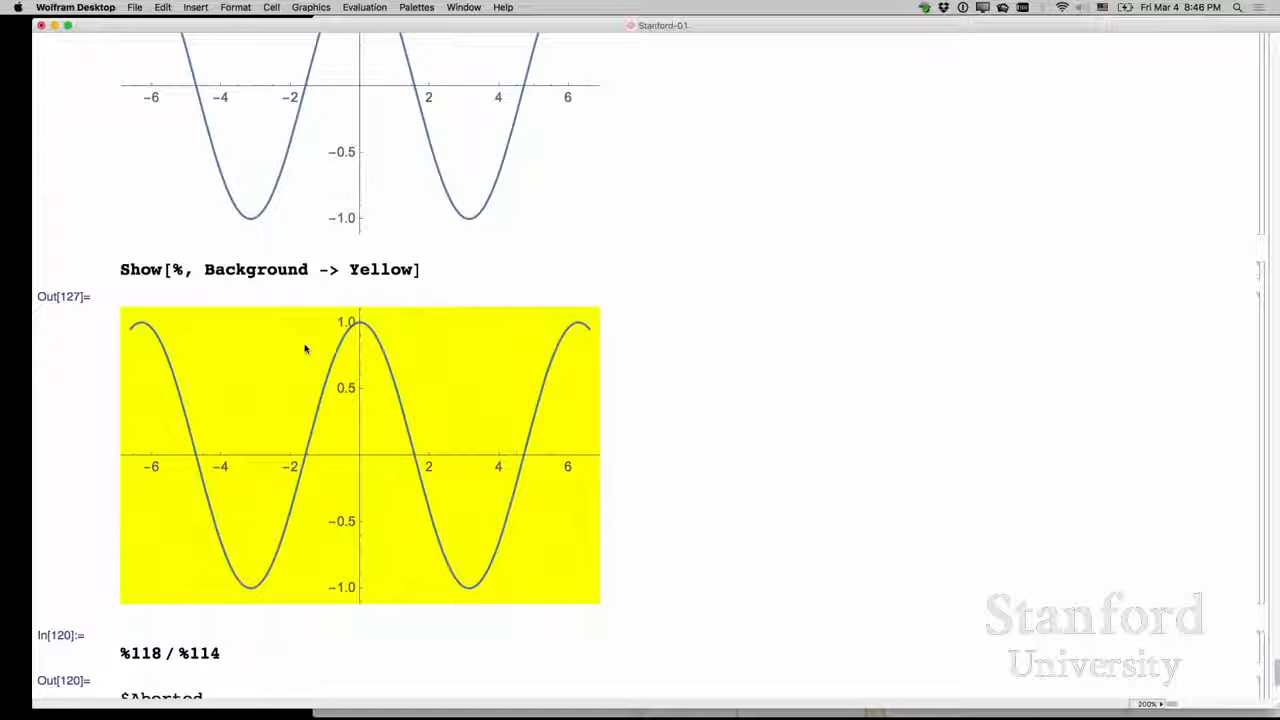 Wolfram Desktop File Edit Insert Format Cell Graphics Evaluation Palettes Window Help Fri Mar 4 8:46 PM
Stanford-01
-6 -4 -2 2 4 6
-0.5
-1.0
Show[%, Background -> Yellow]
Out[127]=
1.0
0.5
-6 -4 -2 2 4 6
-0.5
-1.0
In[120]:=
%118 / %114
Out[120]=
$Aborted
Stanford
University
200%